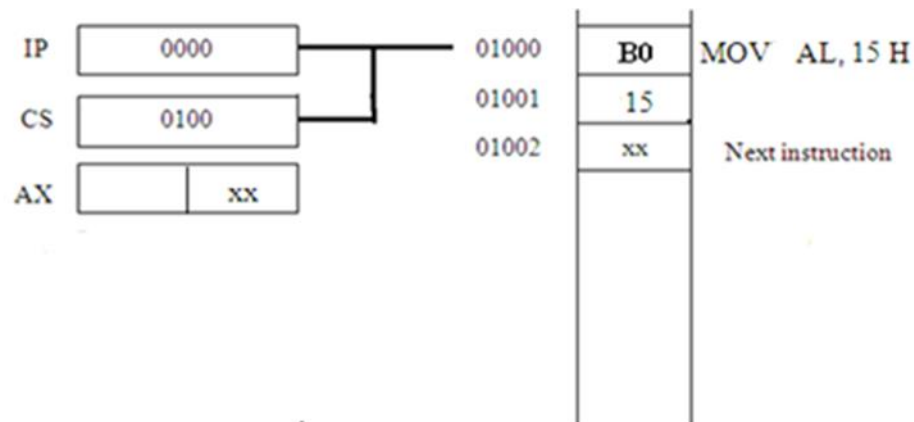 IP 0000 01000 B0 MOV AL, 15 H
CS 0100 01001 15
01002 xx Next instruction
AX xx